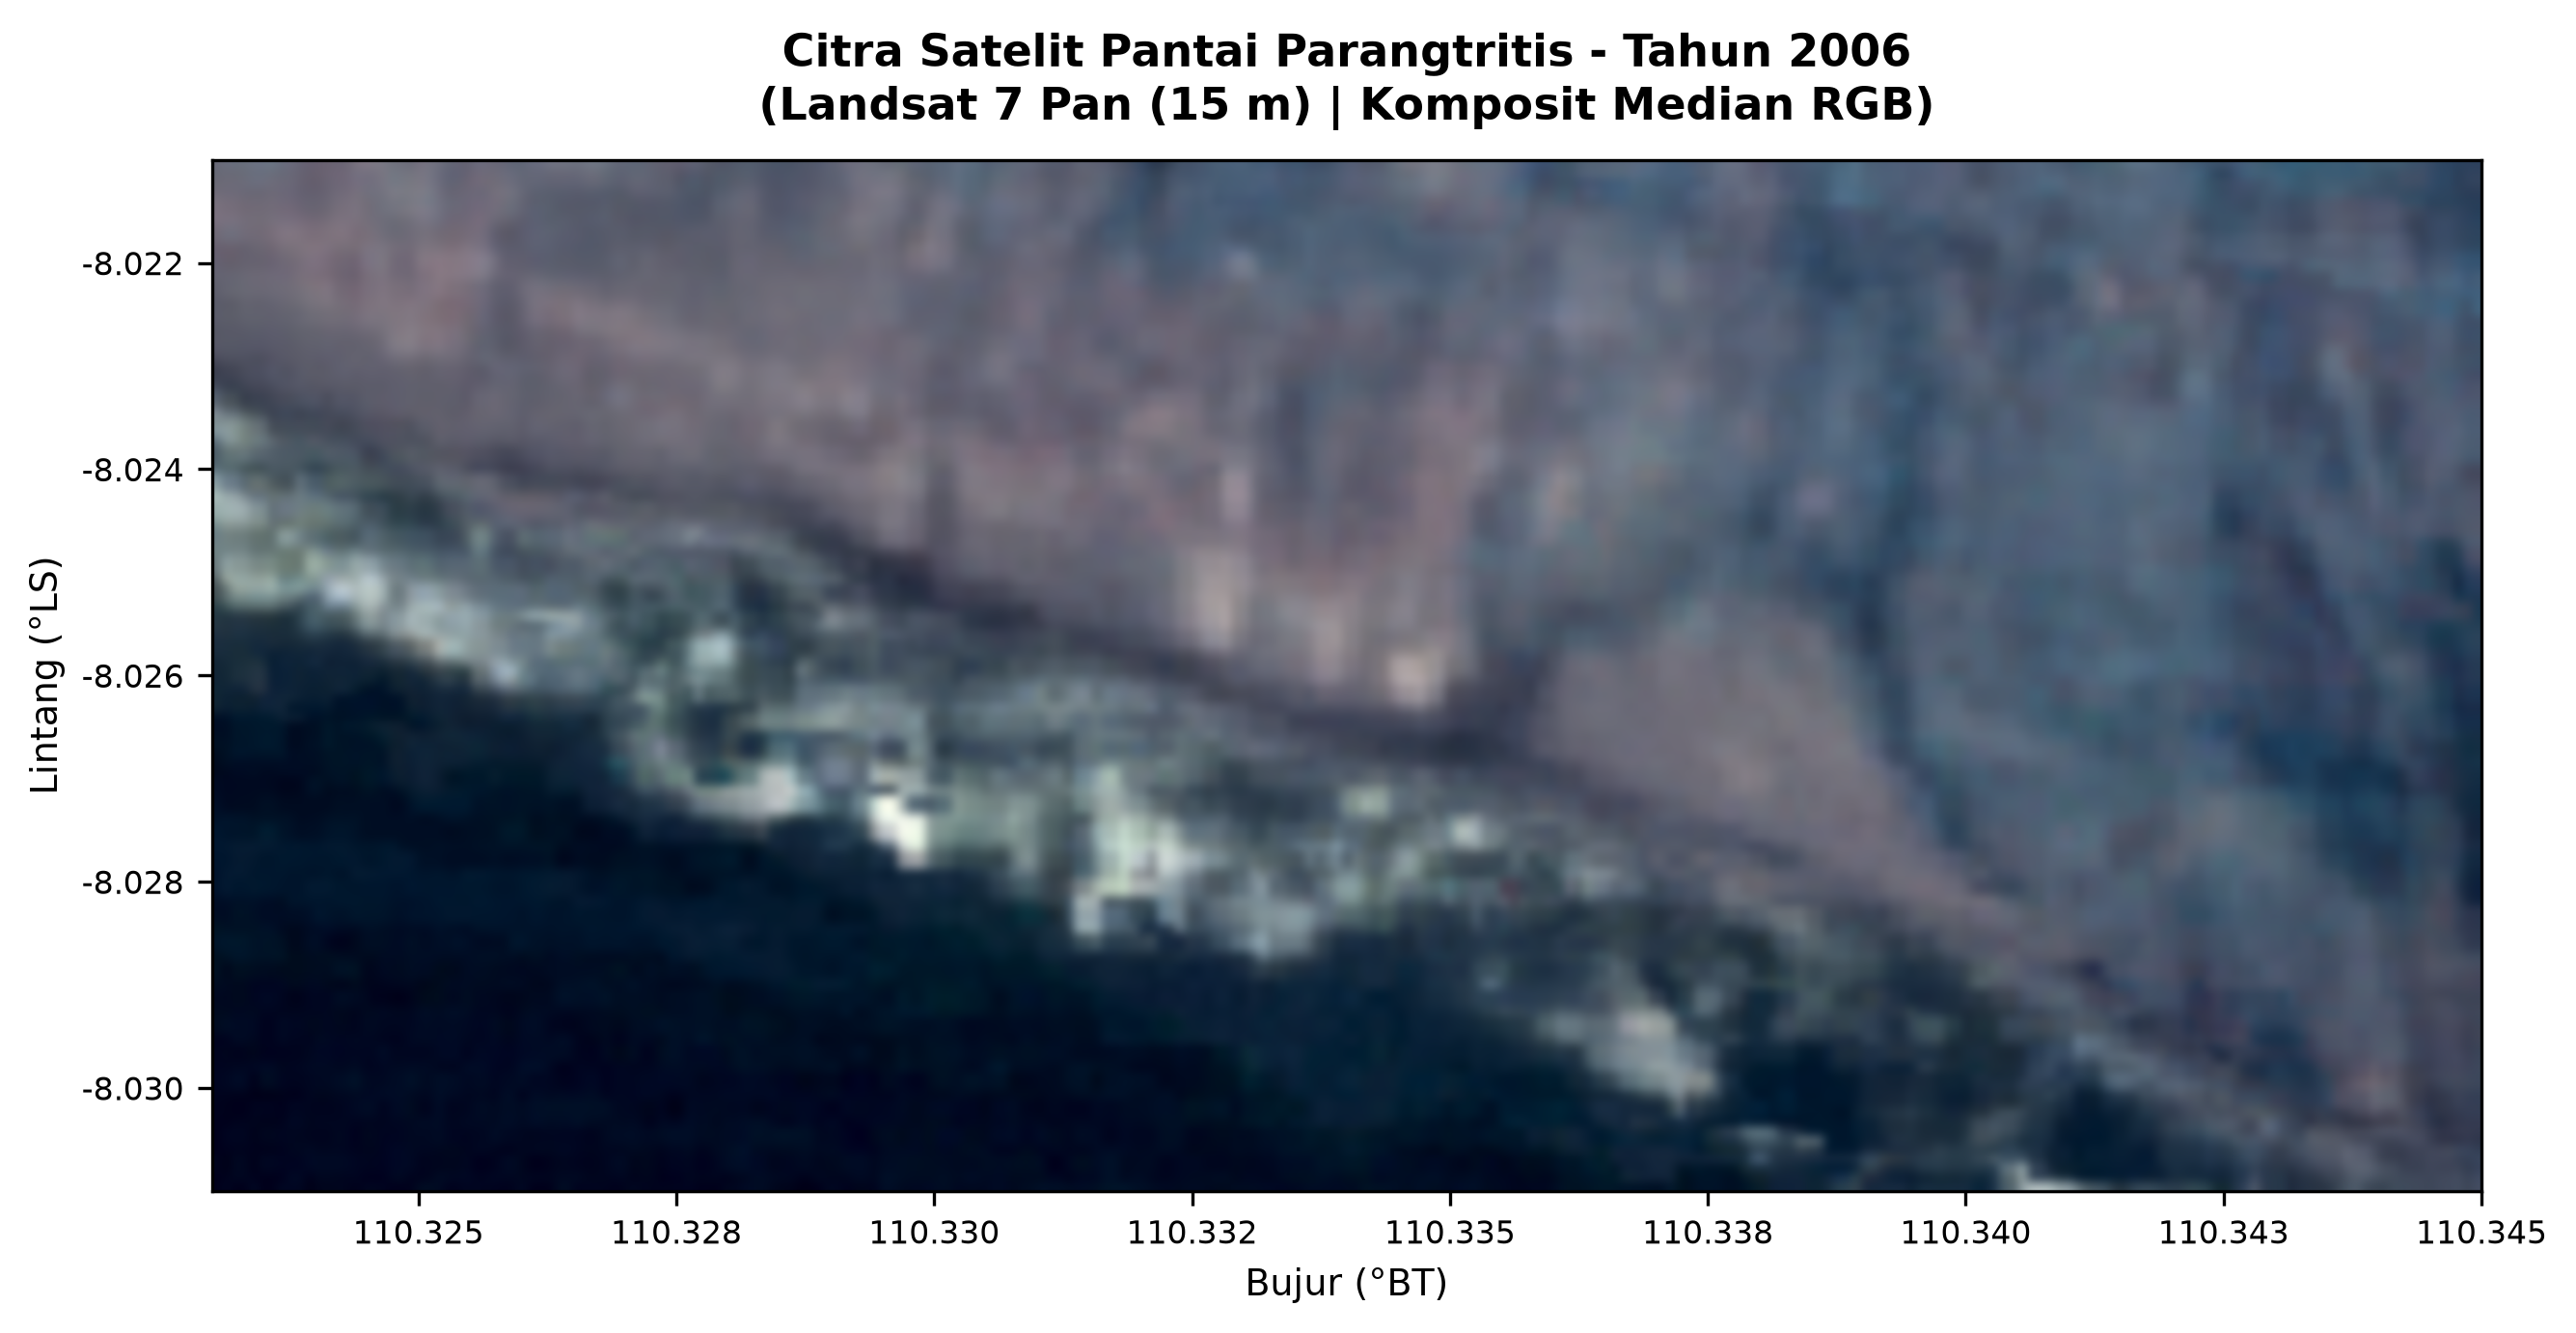 Citra Satelit Pantai Parangtritis - Tahun 2006
(Landsat 7 Pan (15 m) | Komposit Median RGB)
-8.022
-8.024
-8.026
-8.028
-8.030
Lintang (°LS)
110.325 110.328 110.330 110.332 110.335 110.338 110.340 110.343 110.345
Bujur (°BT)